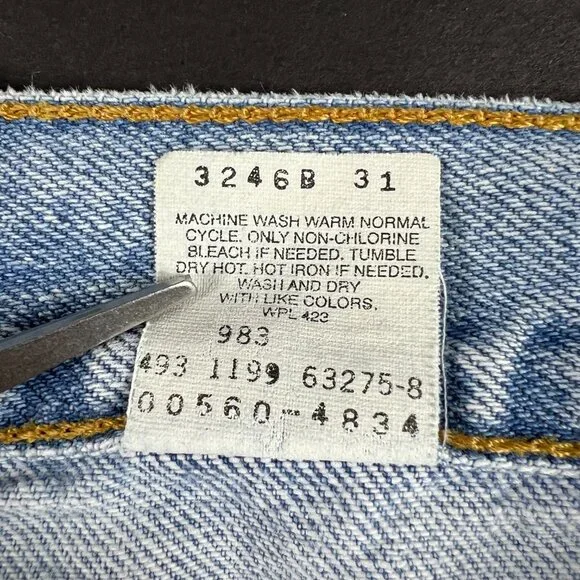 3246B 31
MACHINE WASH WARM NORMAL
CYCLE. ONLY NON-CHLORINE
BLEACH IF NEEDED. TUMBLE
DRY HOT. HOT IRON IF NEEDED.
WASH AND DRY
WITH LIKE COLORS.
WPL 423
983
493 1199 63275-8
00560-4834